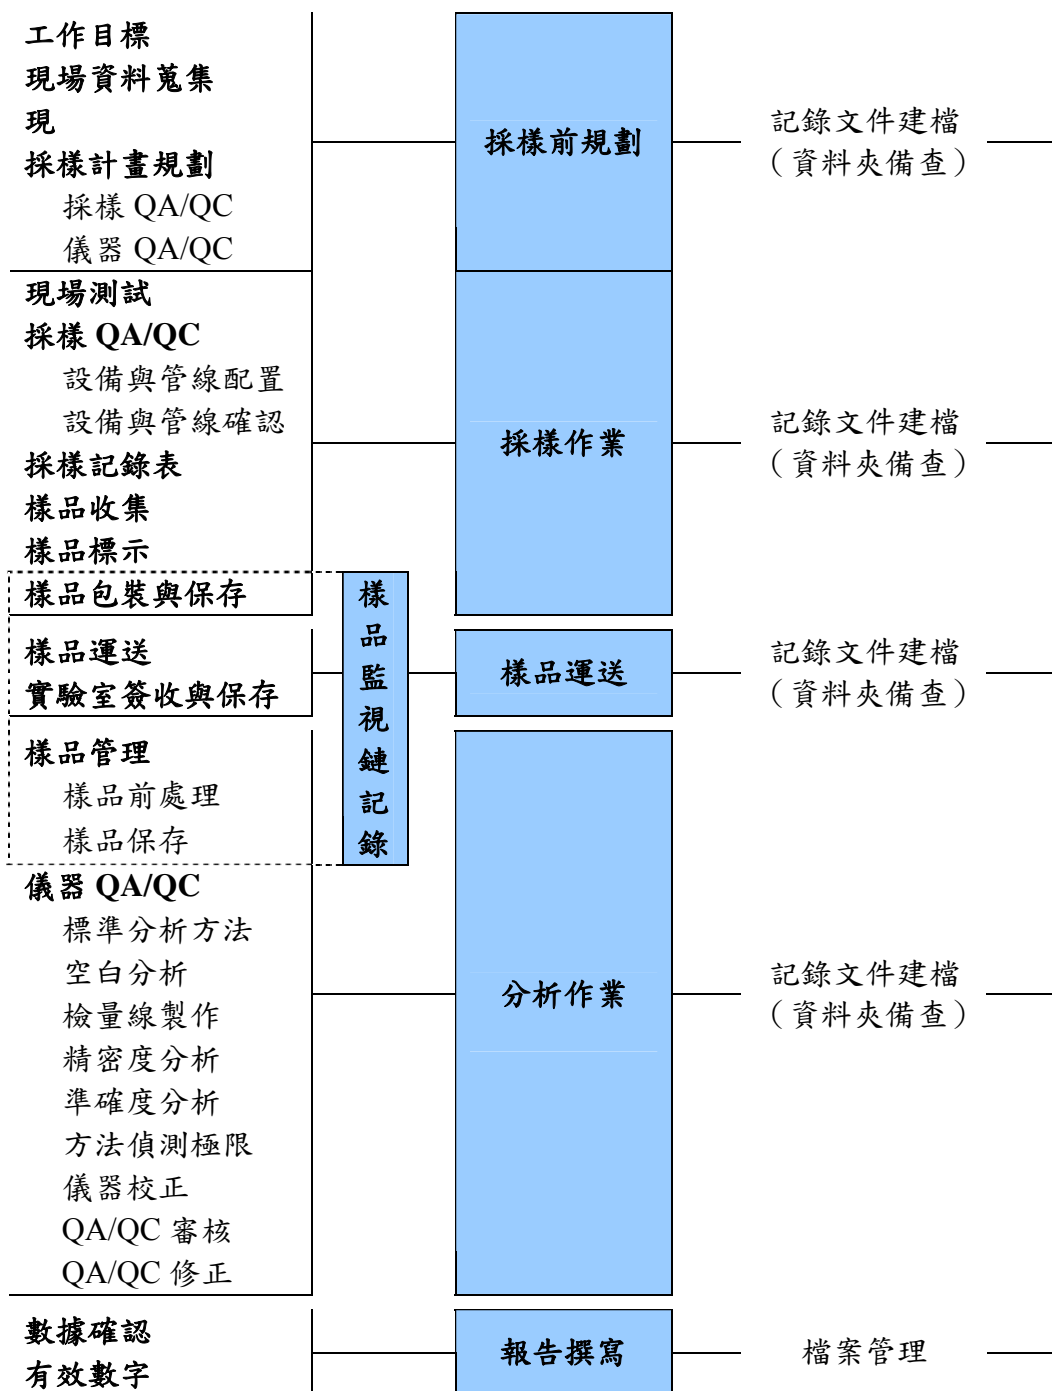 工作目標
現場資料蒐集
現
採樣計畫規劃
採樣 QA/QC
儀器 QA/QC
採樣前規劃
記錄文件建檔
（資料夾備查）
現場測試
採樣 QA/QC
設備與管線配置
設備與管線確認
採樣記錄表
樣品收集
樣品標示
樣品包裝與保存
採樣作業
記錄文件建檔
（資料夾備查）
樣品監視鏈記錄
樣品運送
實驗室簽收與保存
樣品運送
記錄文件建檔
（資料夾備查）
樣品管理
樣品前處理
樣品保存
儀器 QA/QC
標準分析方法
空白分析
檢量線製作
精密度分析
準確度分析
方法偵測極限
儀器校正
QA/QC 審核
QA/QC 修正
分析作業
記錄文件建檔
（資料夾備查）
數據確認
有效數字
報告撰寫
檔案管理